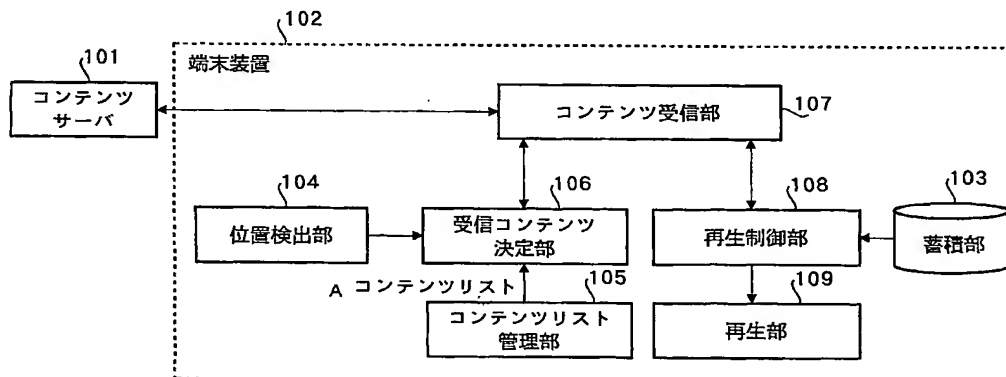 102
101
端末装置
コンテンツ
サーバ
コンテンツ受信部
107
104
106
108
103
位置検出部
受信コンテンツ
決定部
再生制御部
蓄積部
A コンテンツリスト
105
109
コンテンツリスト
管理部
再生部